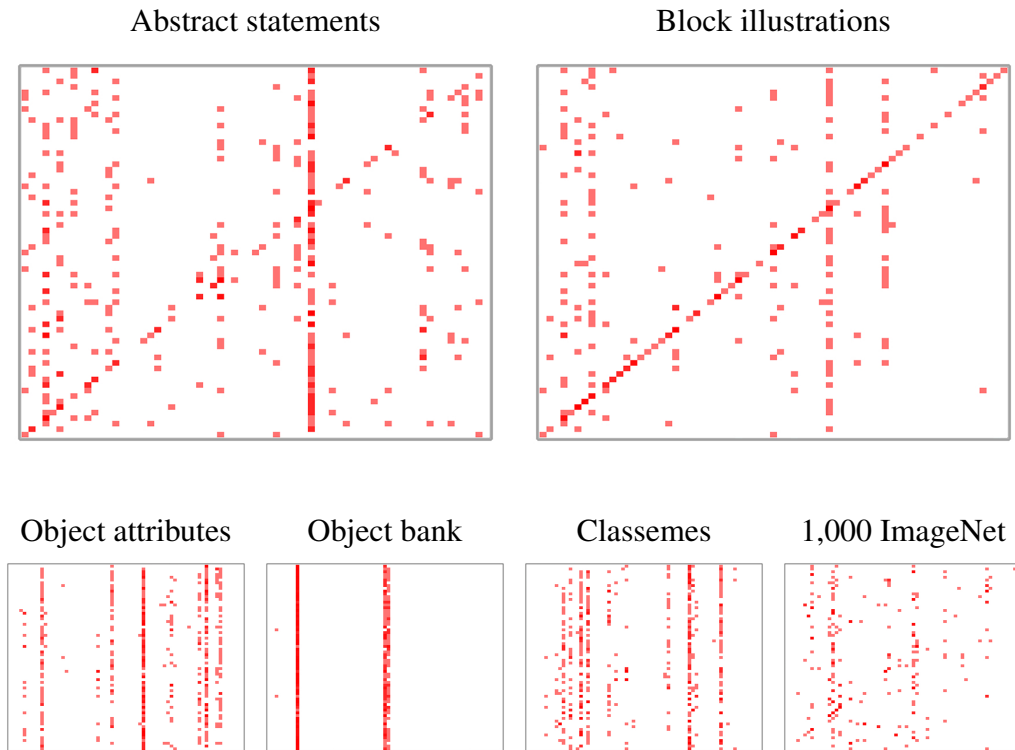 Abstract statements
Block illustrations
Object attributes
Object bank
Classemes
1,000 ImageNet